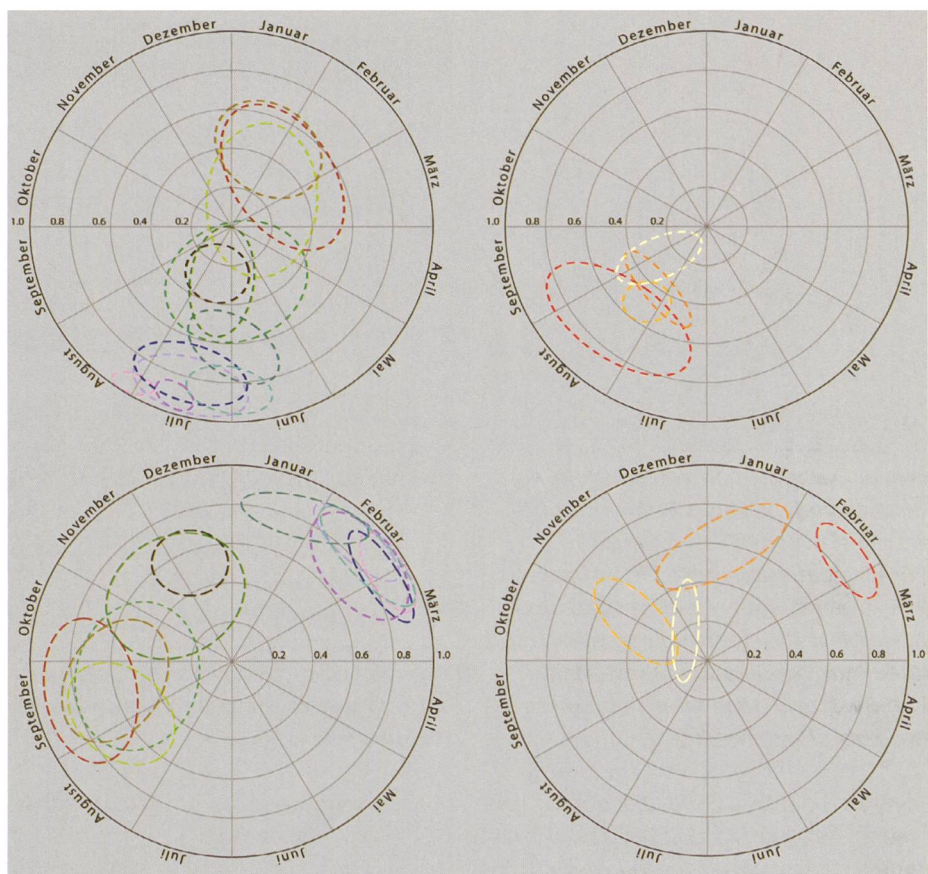 Dezember
Januar
November
Februar
Oktober
März
1.0
0.8
0.6
0.4
0.2
September
April
August
Mai
Juli
Juni
Dezember
Januar
November
Februar
Oktober
März
1.0
0.8
0.6
0.4
0.2
September
April
August
Mai
Juli
Juni
Dezember
Januar
November
Februar
Oktober
März
0.2
0.4
0.6
0.8
1.0
September
April
August
Mai
Juli
Juni
Dezember
Januar
November
Februar
Oktober
März
0.2
0.4
0.6
0.8
1.0
September
April
August
Mai
Juli
Juni